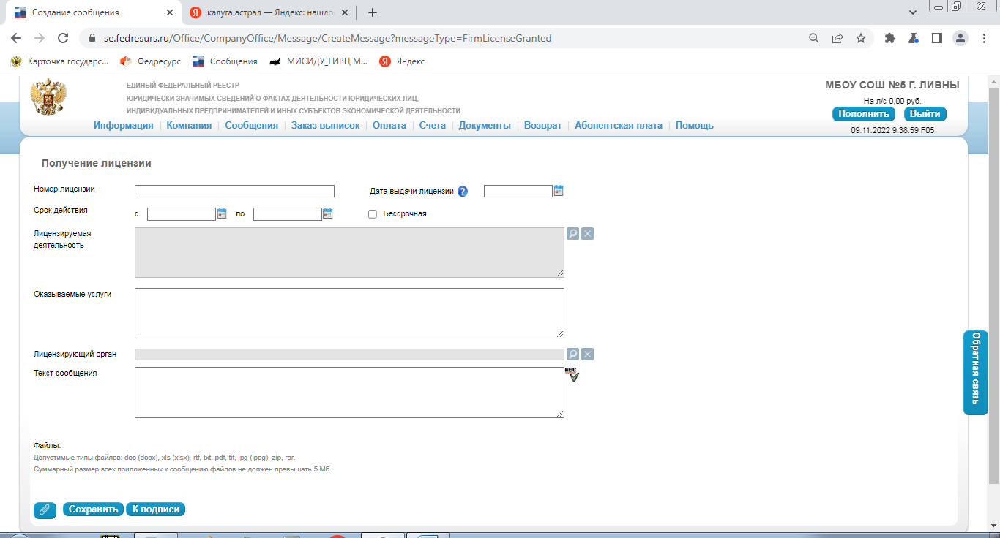 Создание сообщения
калуга астрал — Яндекс: нашло
se.fedresurs.ru/Office/CompanyOffice/Message/CreateMessage?messageType=FirmLicenseGranted
Карточка государс...
Федресурс
Сообщения
МИСИДУ_ГИВЦ М...
Я
Яндекс
ЕДИНЫЙ ФЕДЕРАЛЬНЫЙ РЕЕСТР
ЮРИДИЧЕСКИ ЗНАЧИМЫХ СВЕДЕНИЙ О ФАКТАХ ДЕЯТЕЛЬНОСТИ ЮРИДИЧЕСКИХ ЛИЦ,
ИНДИВИДУАЛЬНЫХ ПРЕДПРИНИМАТЕЛЕЙ И ИНЫХ СУБЪЕКТОВ ЭКОНОМИЧЕСКОЙ ДЕЯТЕЛЬНОСТИ
МБОУ СОШ №5 Г. ЛИВНЫ
На л/с 0,00 руб.
Пополнить Выйти
09.11.2022 9:38:59 F05
Информация Компания Сообщения Заказ выписок Оплата Счета Документы Возврат Абонентская плата Помощь
Получение лицензии
Номер лицензии
Дата выдачи лицензии ?
Срок действия с по Бессрочная
Лицензируемая
деятельность
Оказываемые услуги
Лицензирующий орган
Текст сообщения
ABC
Обратная связь
Файлы:
Допустимые типы файлов: doc (docx), xls (xlsx), rtf, txt, pdf, tif, jpg (jpeg), zip, rar.
Суммарный размер всех приложенных к сообщению файлов не должен превышать 5 Мб.
Сохранить К подписи